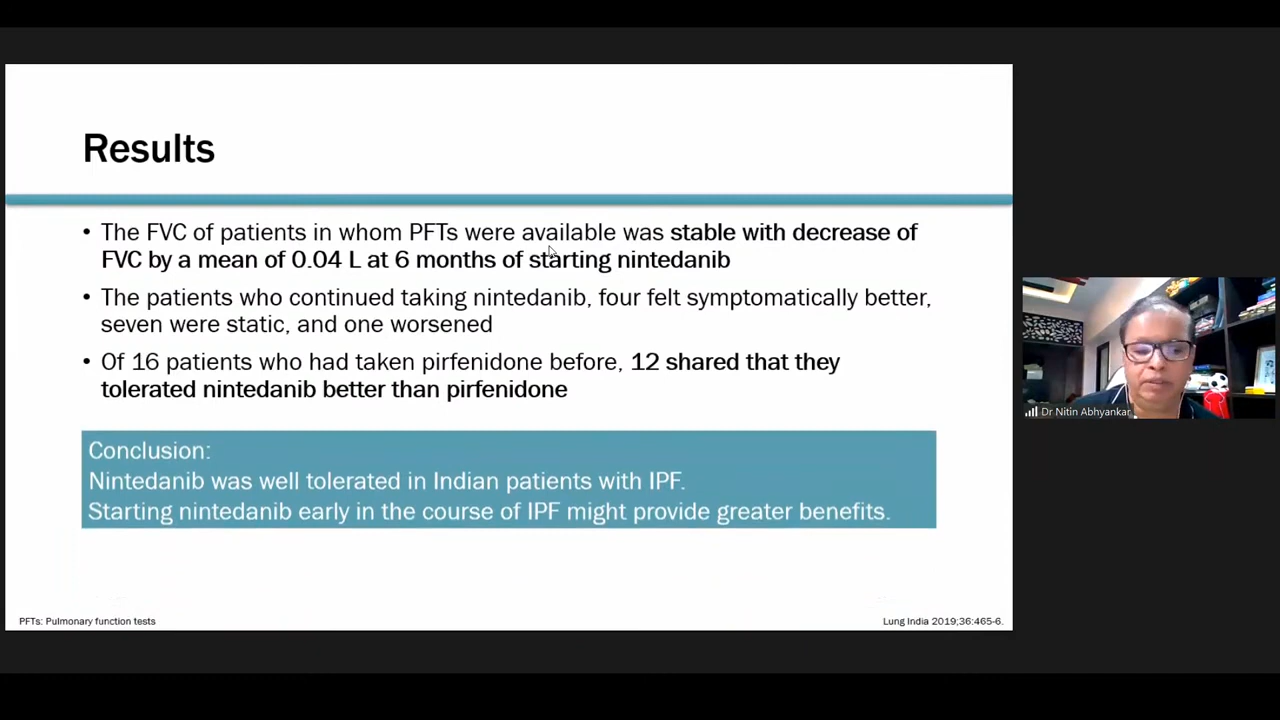 Results
• The FVC of patients in whom PFTs were available was stable with decrease of
FVC by a mean of 0.04 L at 6 months of starting nintedanib
• The patients who continued taking nintedanib, four felt symptomatically better,
seven were static, and one worsened
• Of 16 patients who had taken pirfenidone before, 12 shared that they
tolerated nintedanib better than pirfenidone
Conclusion:
Nintedanib was well tolerated in Indian patients with IPF.
Starting nintedanib early in the course of IPF might provide greater benefits.
PFTs: Pulmonary function tests
Lung India 2019;36:465-6.
Dr Nitin Abhyankar